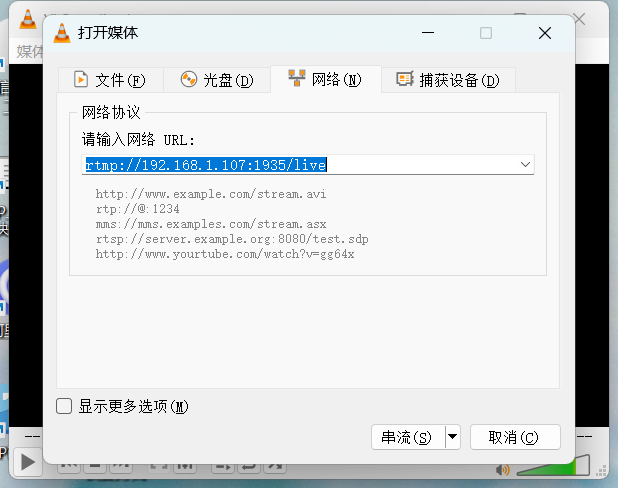 打开媒体
媒体
文件(F)
光盘(D)
网络(N)
捕获设备(D)
网络协议
请输入网络 URL:
rtmp://192.168.1.107:1935/live
http://www.example.com/stream.avi
rtp://@:1234
mms://mms.examples.com/stream.asx
rtsp://server.example.org:8080/test.sdp
http://www.yourtube.com/watch?v=gg64x
显示更多选项(M)
串流(S)
取消(C)
--
--